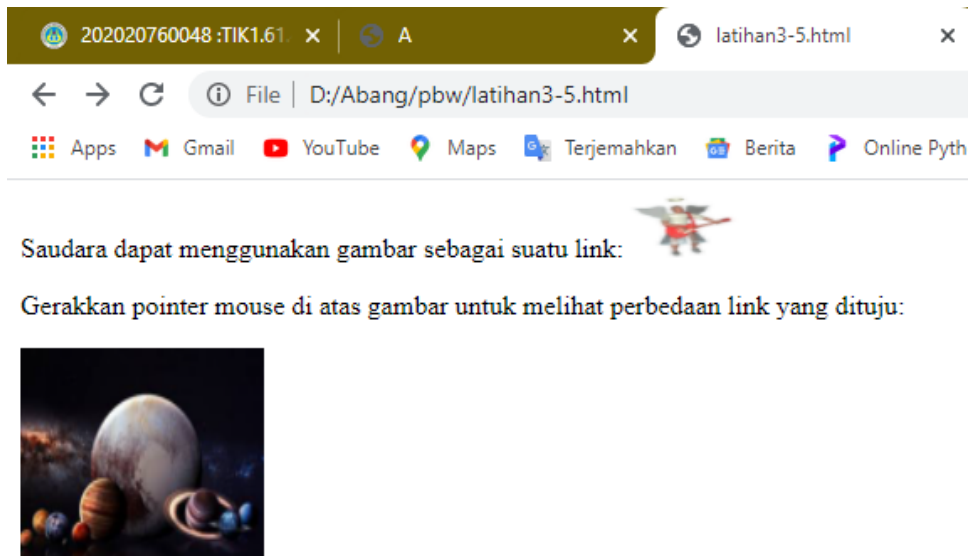 202020760048 :TIK1.61.
A
latihan3-5.html
File
D:/Abang/pbw/latihan3-5.html
Apps
Gmail
YouTube
Maps
Terjemahkan
Berita
Online Pyth
Saudara dapat menggunakan gambar sebagai suatu link:
Gerakkan pointer mouse di atas gambar untuk melihat perbedaan link yang dituju: